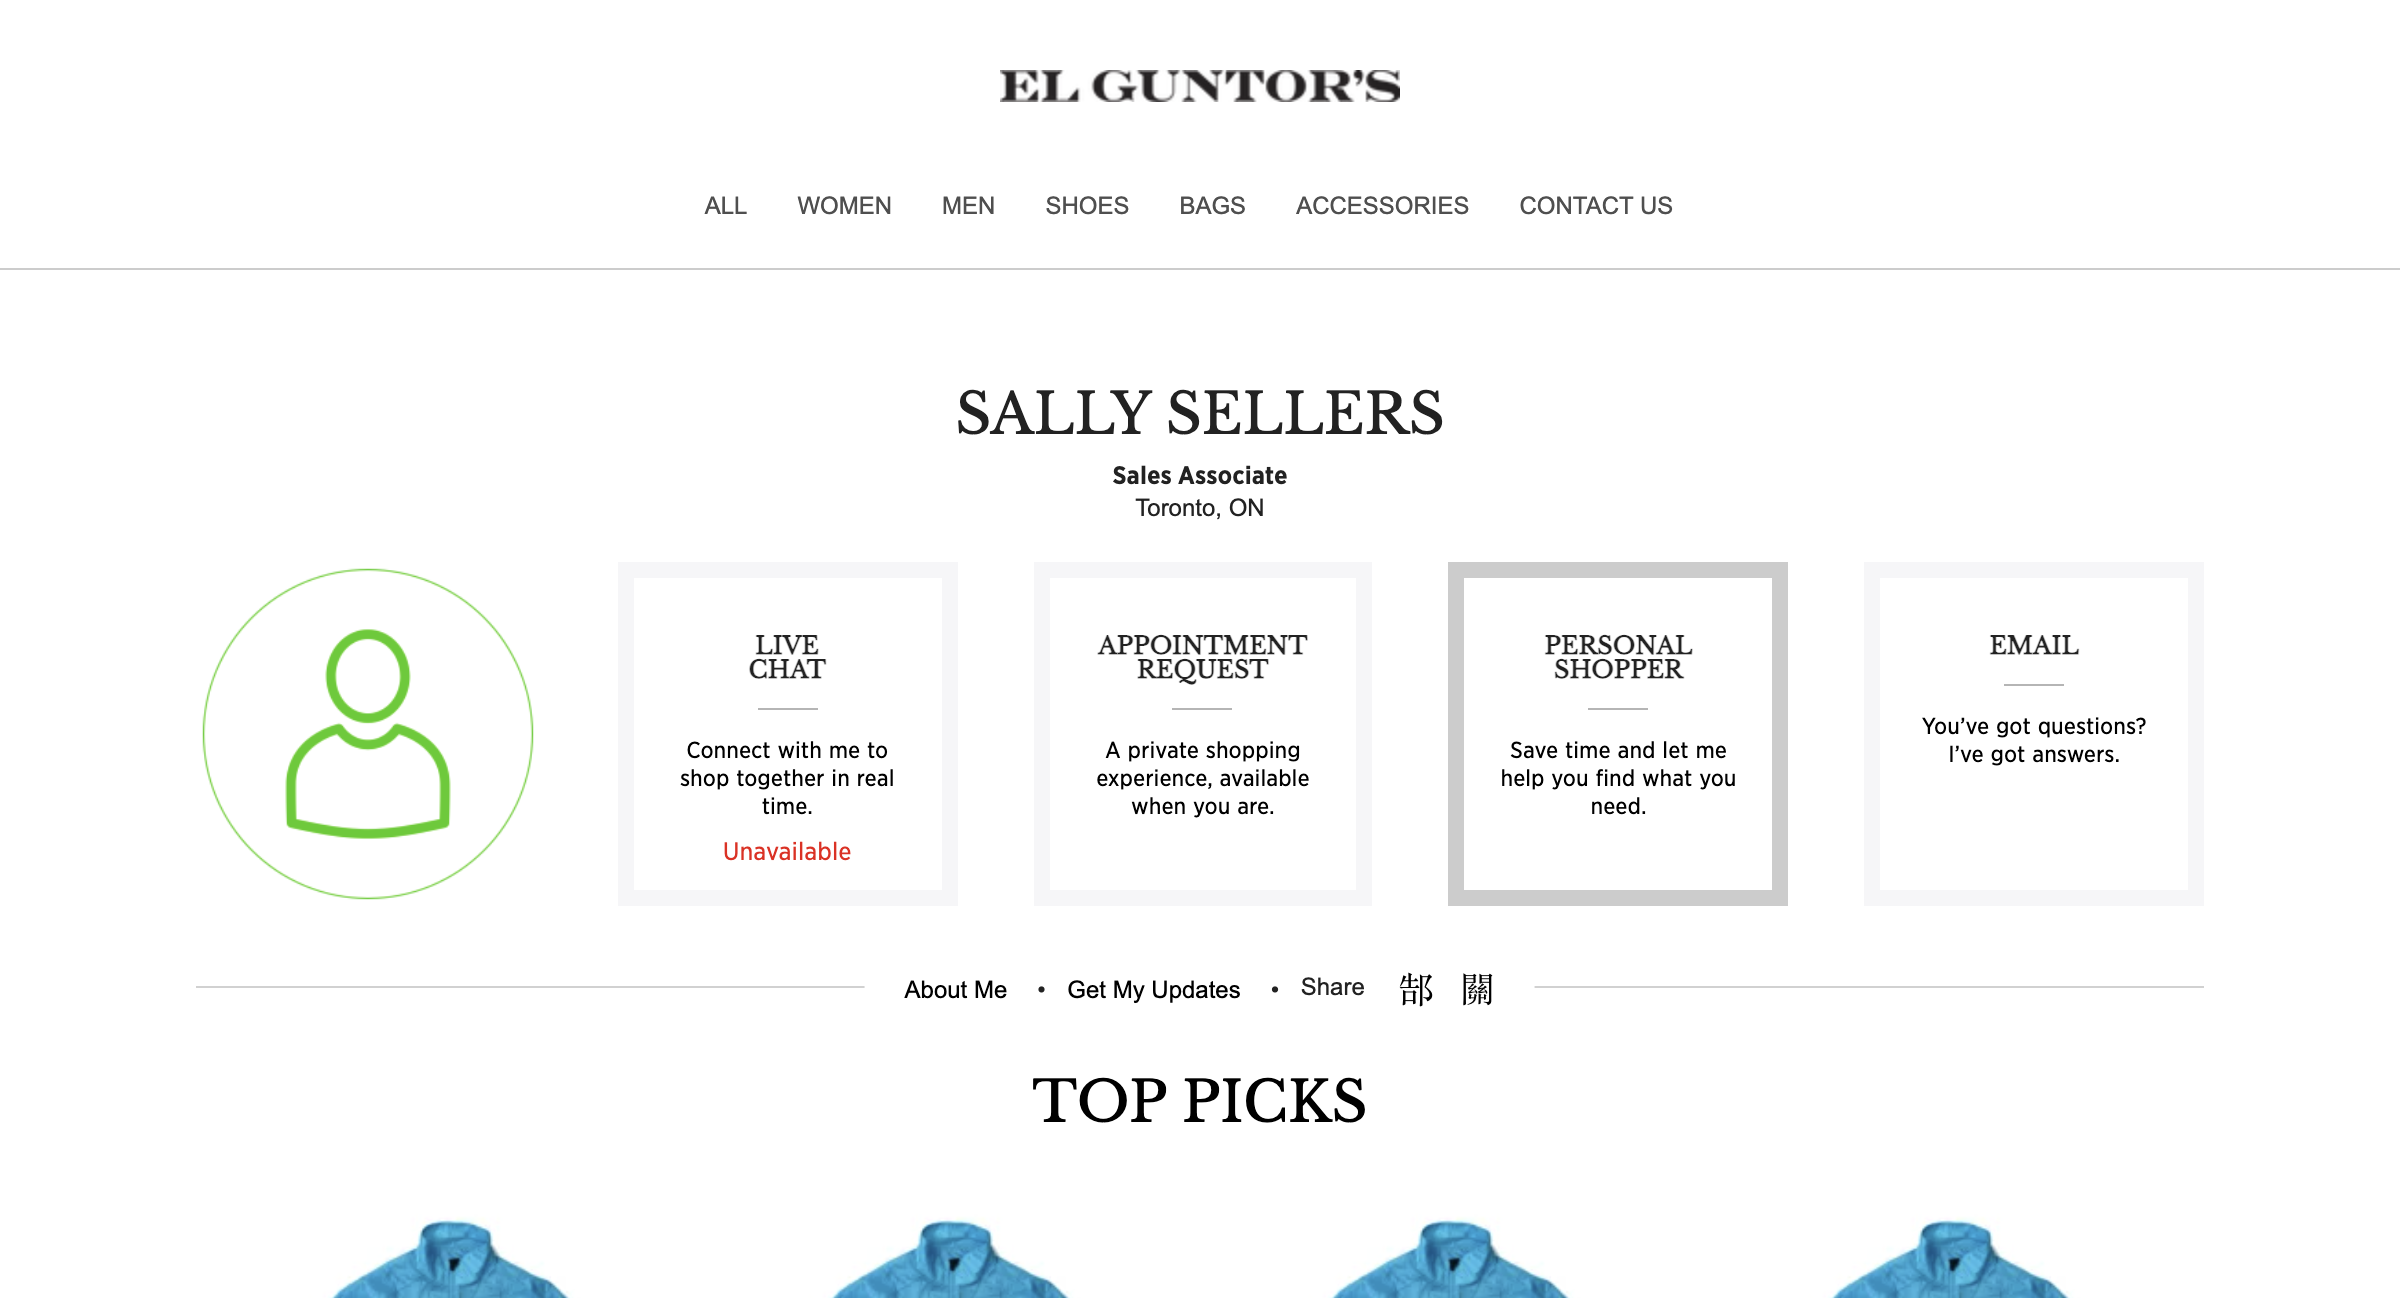 EL GUNTOR'S
ALL WOMEN MEN SHOES BAGS ACCESSORIES CONTACT US
SALLY SELLERS
Sales Associate
Toronto, ON
LIVE
CHAT
Connect with me to
shop together in real
time.
Unavailable
APPOINTMENT
REQUEST
A private shopping
experience, available
when you are.
PERSONAL
SHOPPER
Save time and let me
help you find what you
need.
EMAIL
You've got questions?
I've got answers.
About Me • Get My Updates • Share 郜 關
TOP PICKS